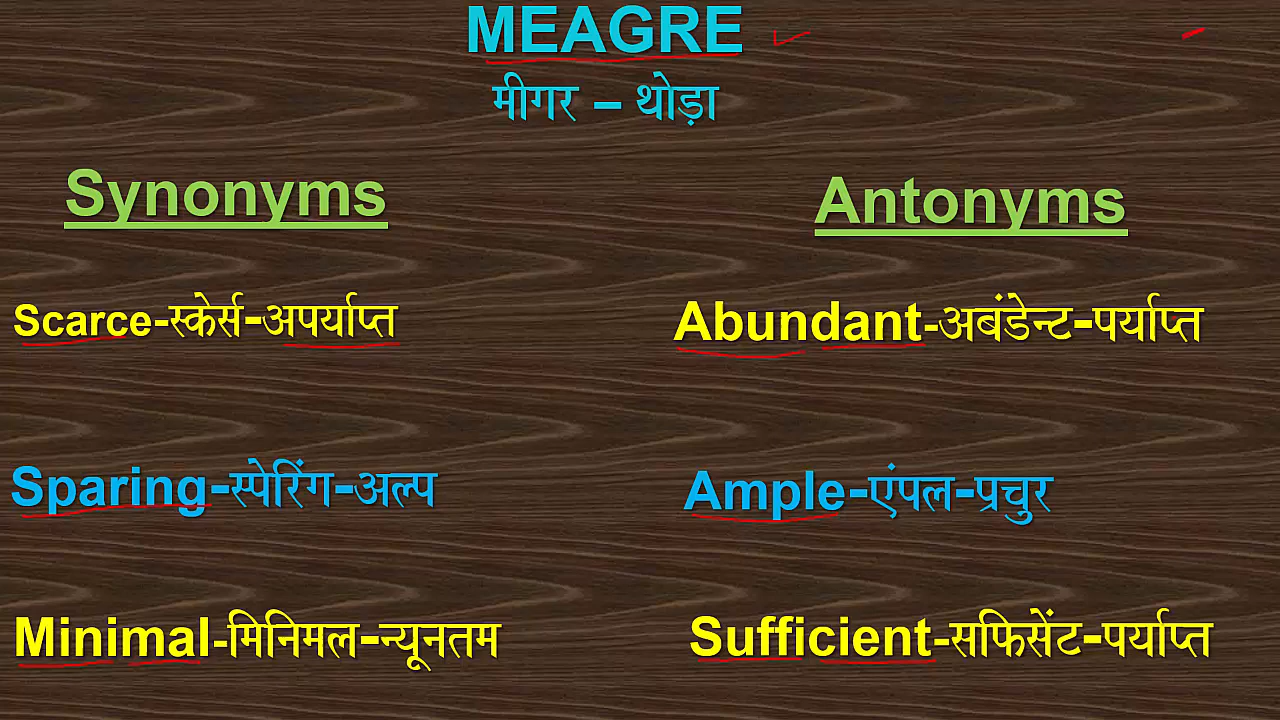 MEAGRE
मीगर – थोड़ा
Synonyms
Antonyms
Scarce-स्केर्स-अपर्याप्त
Abundant-अबंडेन्ट-पर्याप्त
Sparing-स्पेरिंग-अल्प
Ample-एंपल-प्रचुर
Minimal-मिनिमल-न्यूनतम
Sufficient-सफिसेंट-पर्याप्त